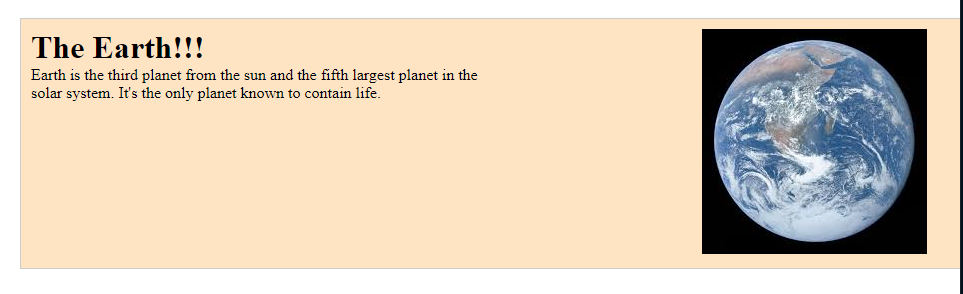 The Earth!!!
Earth is the third planet from the sun and the fifth largest planet in the
solar system. It's the only planet known to contain life.